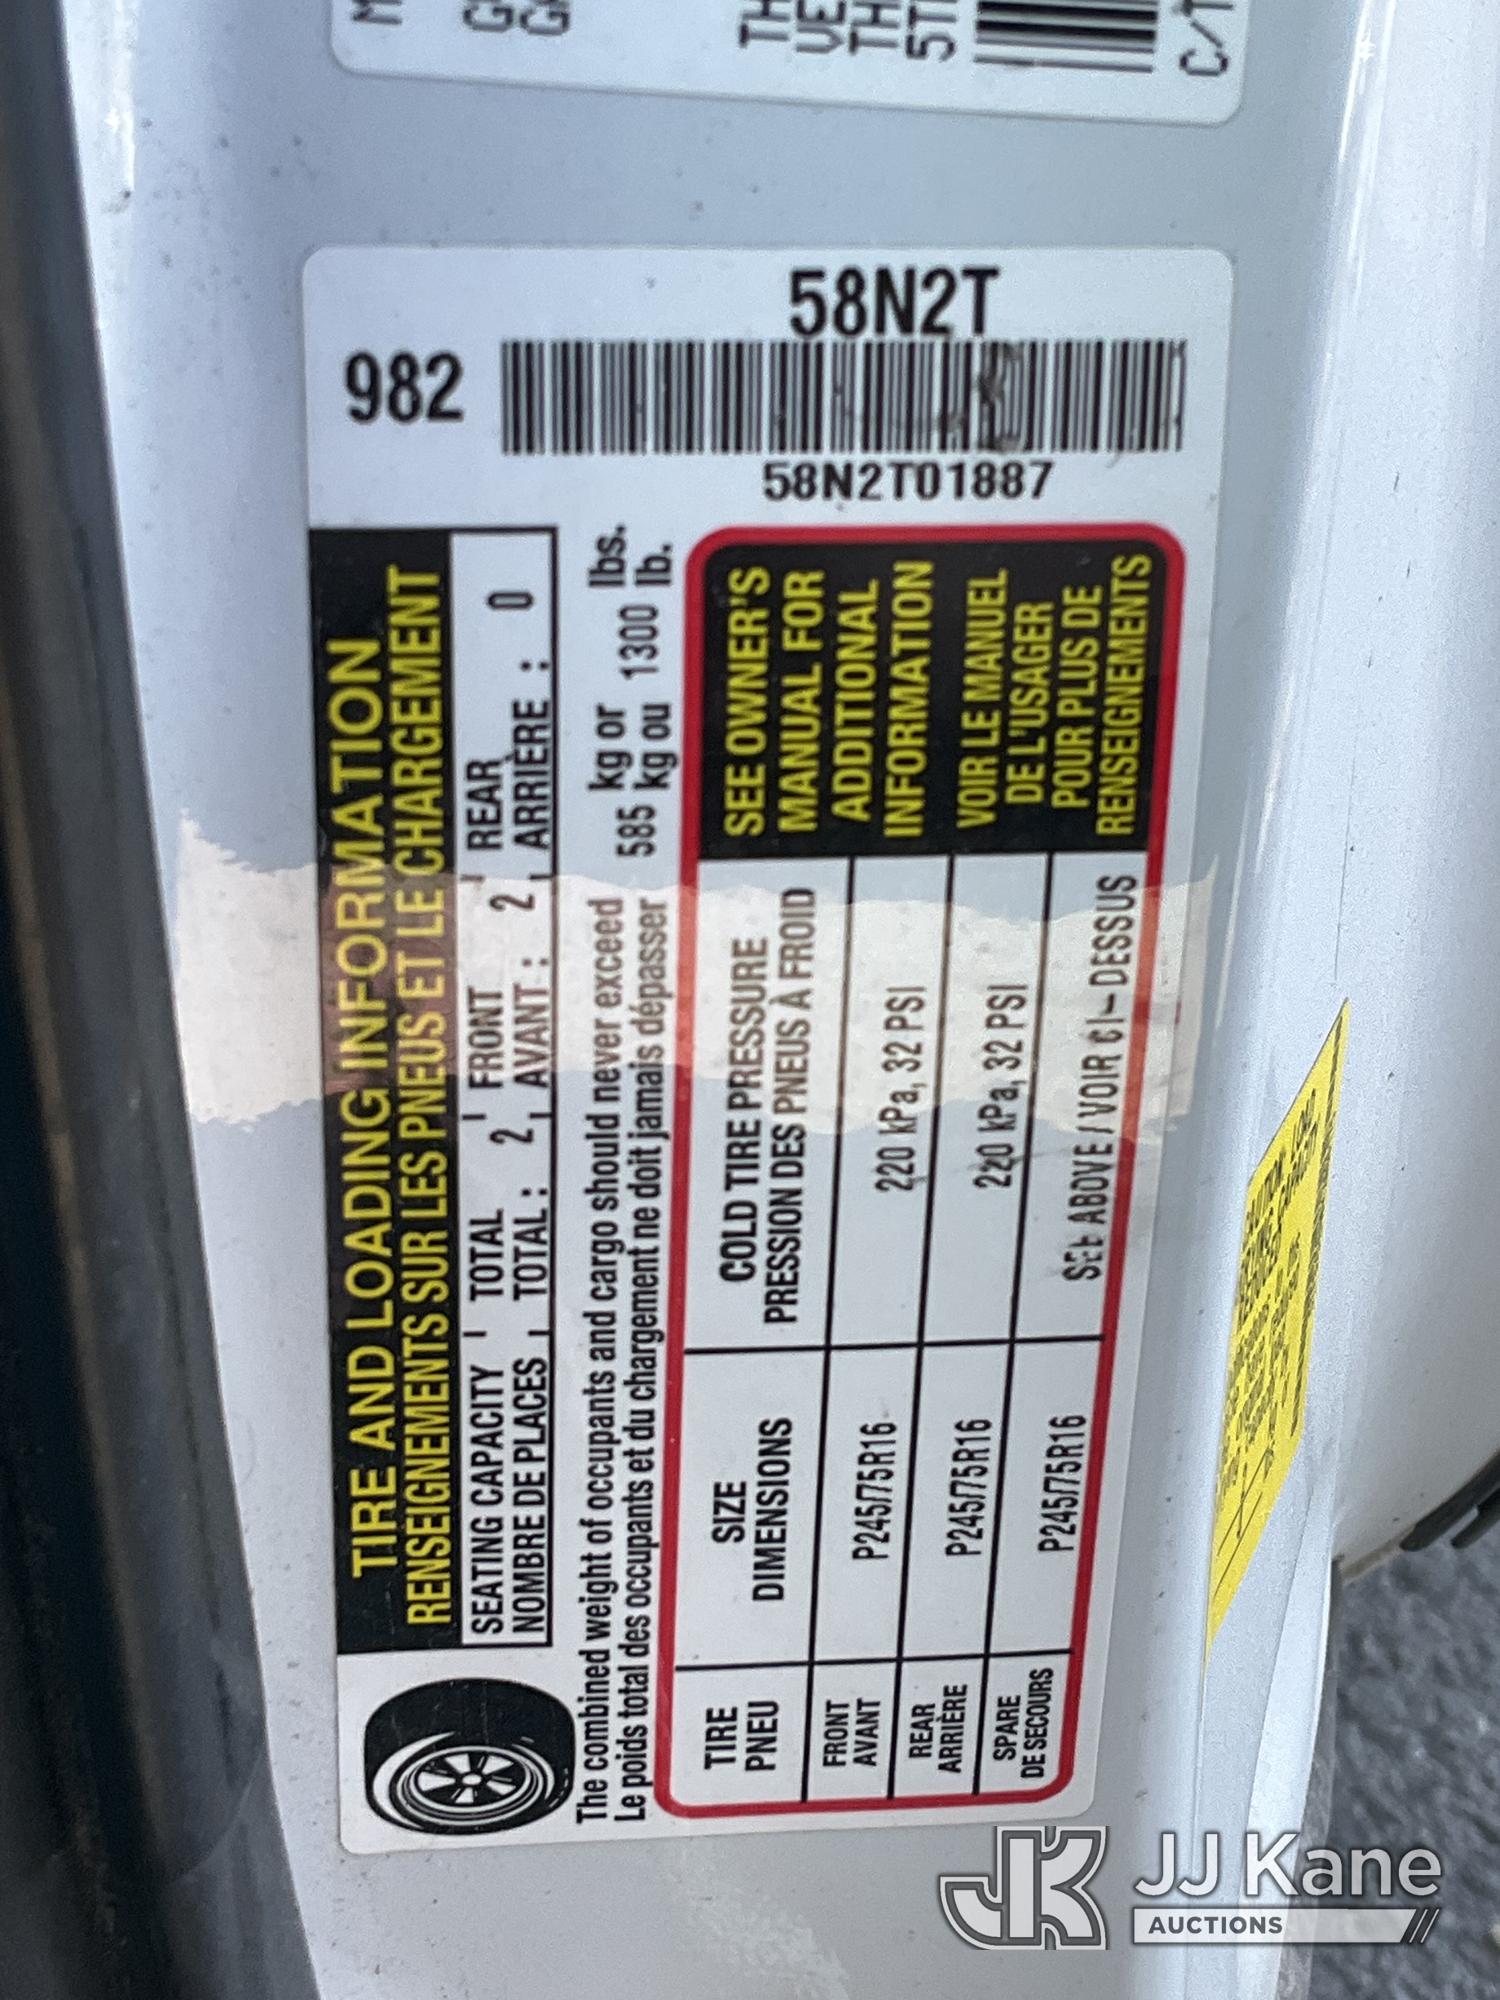 TIRE AND LOADING INFORMATION
RENSEIGNEMENTS SUR LES PNEUS ET LE CHARGEMENT
SEATING CAPACITY TOTAL 2 FRONT 2 REAR 0
NOMBRE DE PLACES TOTAL : AVANT : ARRIÈRE :
The combined weight of occupants and cargo should never exceed 585 kg or 1300 lbs.
Le poids total des occupants et du chargement ne doit jamais dépasser kg ou lb.
TIRE SIZE COLD TIRE PRESSURE
PNEU DIMENSIONS PRESSION DES PNEUS À FROID
FRONT
AVANT P245/75R16 220 kPa, 32 PSI
REAR
ARRIÈRE P245/75R16 220 kPa, 32 PSI
SPARE
DE SECOURS P245/75R16 SEE ABOVE / VOIR CI-DESSUS
SEE OWNER'S
MANUAL FOR
ADDITIONAL
INFORMATION
VOIR LE MANUEL
DE L'USAGER
POUR PLUS DE
RENSEIGNEMENTS
982
58N2T
58N2T01887
C/T
JK
JJ Kane
AUCTIONS